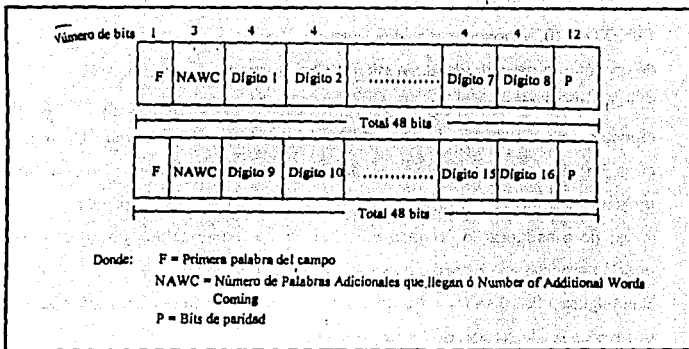 Número de bits 1 3 4 4 4 4 12
F NAWC Dígito 1 Dígito 2 ............. Dígito 7 Dígito 8 P
Total 48 bits
F NAWC Dígito 9 Dígito 10 ............. Dígito 15 Dígito 16 P
Total 48 bits
Donde: F = Primera palabra del campo
NAWC = Número de Palabras Adicionales que llegan ó Number of Additional Words
Coming
P = Bits de paridad